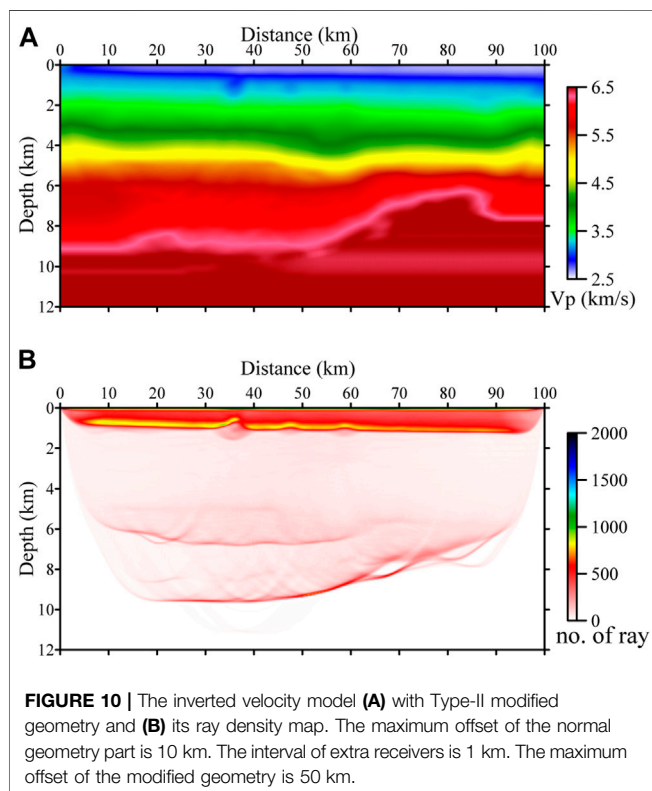 A
Distance (km)
0 10 20 30 40 50 60 70 80 90 100
0
2
4
6
8
10
12
Depth (km)
6.5
5.5
4.5
3.5
2.5
Vp (km/s)
B
Distance (km)
0 10 20 30 40 50 60 70 80 90 100
0
2
4
6
8
10
12
Depth (km)
2000
1500
1000
500
0
no. of ray
FIGURE 10 | The inverted velocity model (A) with Type-II modified
geometry and (B) its ray density map. The maximum offset of the normal
geometry part is 10 km. The interval of extra receivers is 1 km. The maximum
offset of the modified geometry is 50 km.